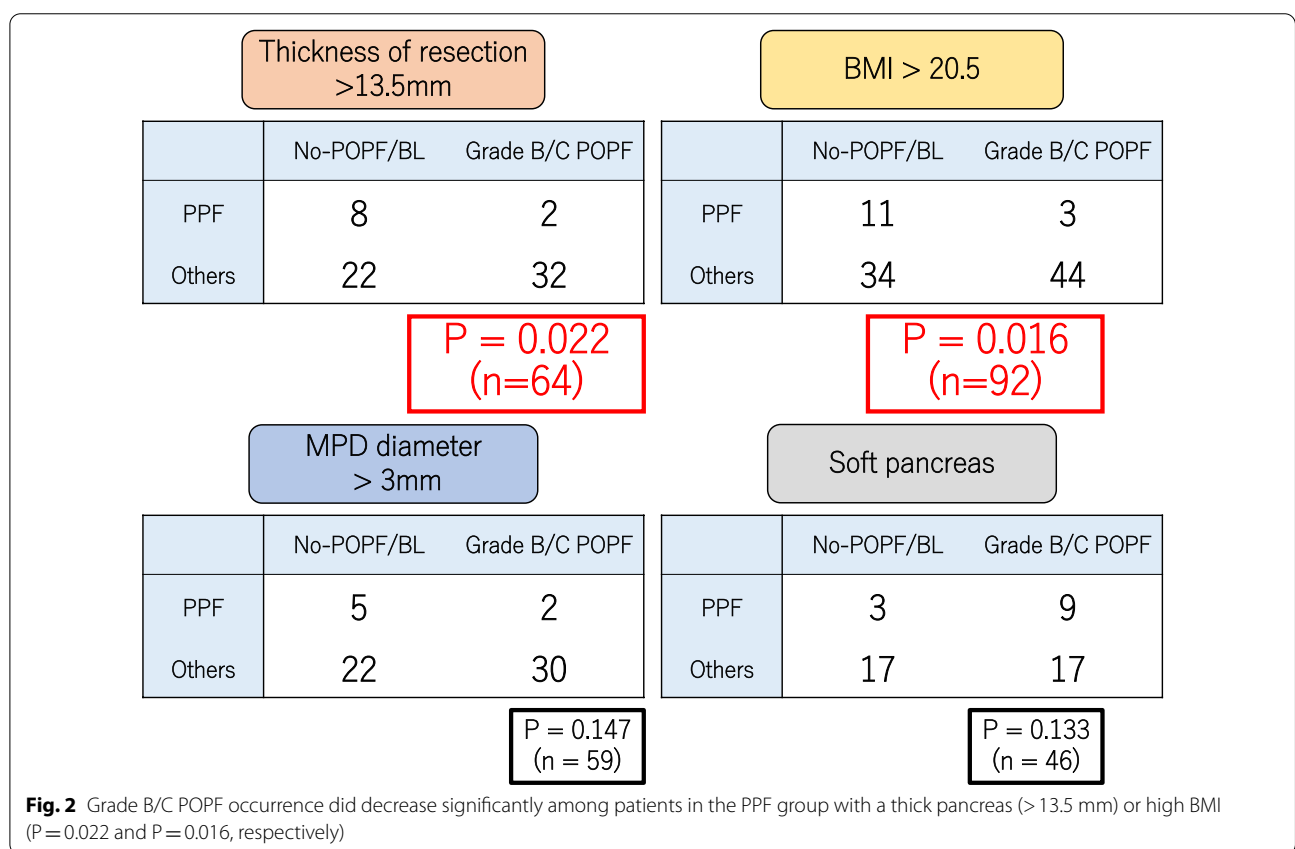 Thickness of resection
>13.5mm
No-POPF/BL Grade B/C POPF
PPF 8 2
Others 22 32
P = 0.022
(n=64)
BMI > 20.5
No-POPF/BL Grade B/C POPF
PPF 11 3
Others 34 44
P = 0.016
(n=92)
MPD diameter
> 3mm
No-POPF/BL Grade B/C POPF
PPF 5 2
Others 22 30
P = 0.147
(n = 59)
Soft pancreas
No-POPF/BL Grade B/C POPF
PPF 3 9
Others 17 17
P = 0.133
(n = 46)
Fig. 2 Grade B/C POPF occurrence did decrease significantly among patients in the PPF group with a thick pancreas (> 13.5 mm) or high BMI
(P = 0.022 and P = 0.016, respectively)